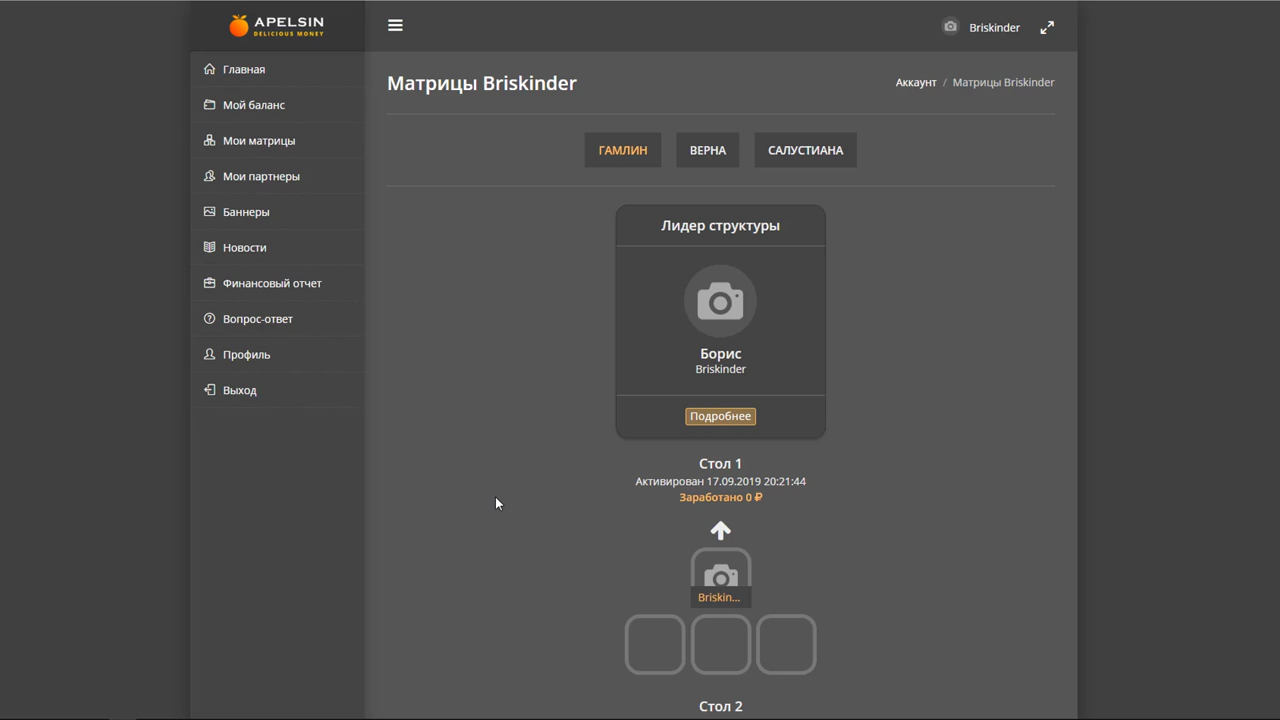 APELSIN
DELICIOUS MONEY
Briskinder
Главная
Мой баланс
Мои матрицы
Мои партнеры
Баннеры
Новости
Финансовый отчет
Вопрос-ответ
Профиль
Выход
Матрицы Briskinder
Аккаунт / Матрицы Briskinder
ГАМЛИН
ВЕРНА
САЛУСТИАНА
Лидер структуры
Борис
Briskinder
Подробнее
Стол 1
Активирован 17.09.2019 20:21:44
Заработано 0 ₽
Briskin...
Стол 2